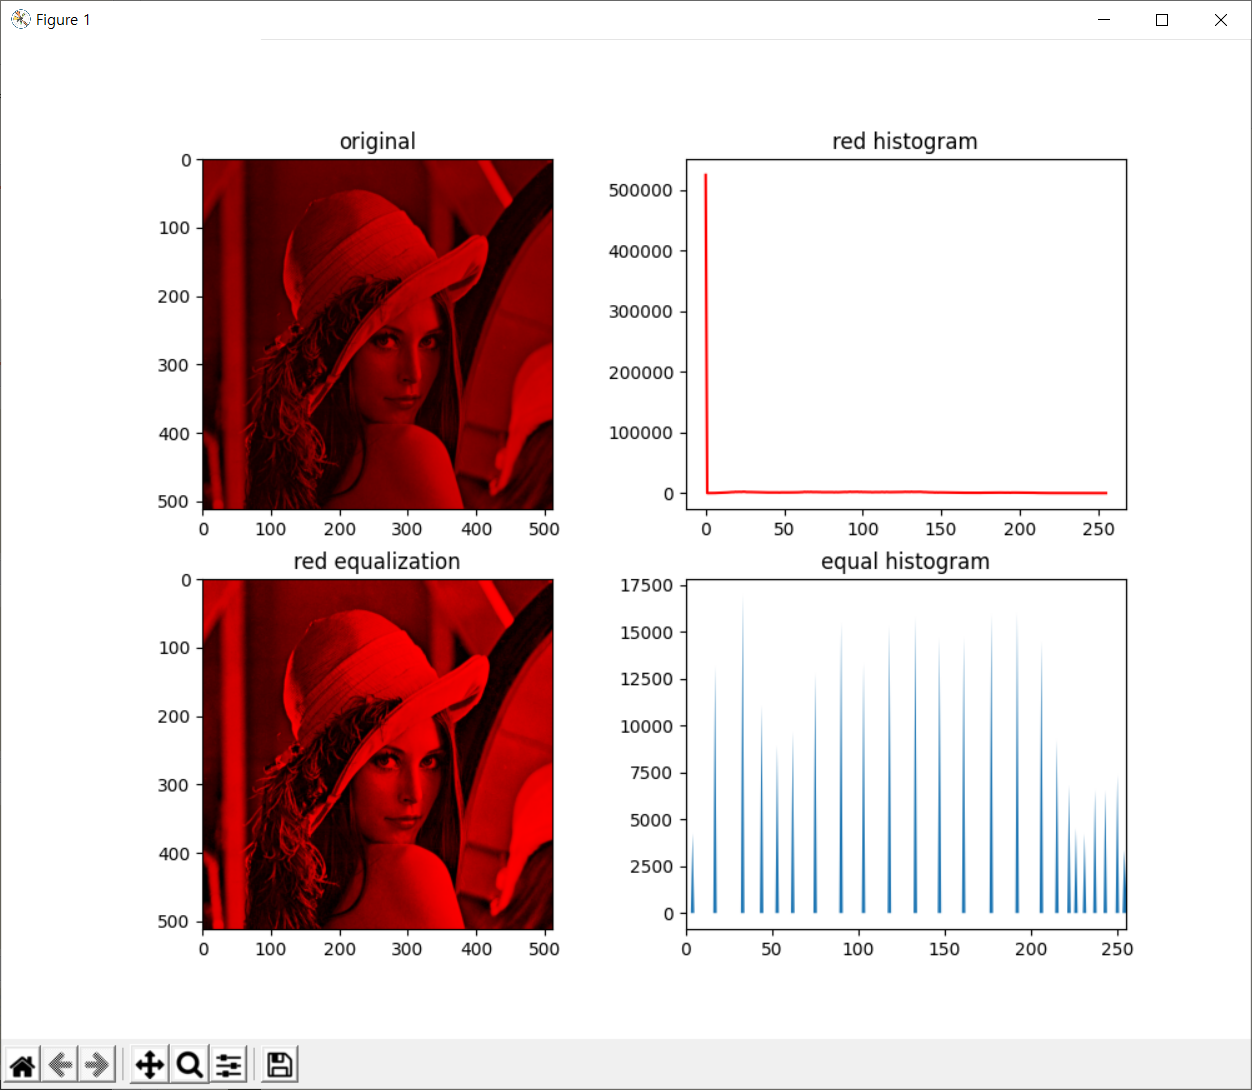 Figure 1
original
0
100
200
300
400
500
0 100 200 300 400 500
red histogram
500000
400000
300000
200000
100000
0
0 50 100 150 200 250
red equalization
0
100
200
300
400
500
0 100 200 300 400 500
equal histogram
17500
15000
12500
10000
7500
5000
2500
0
0 50 100 150 200 250